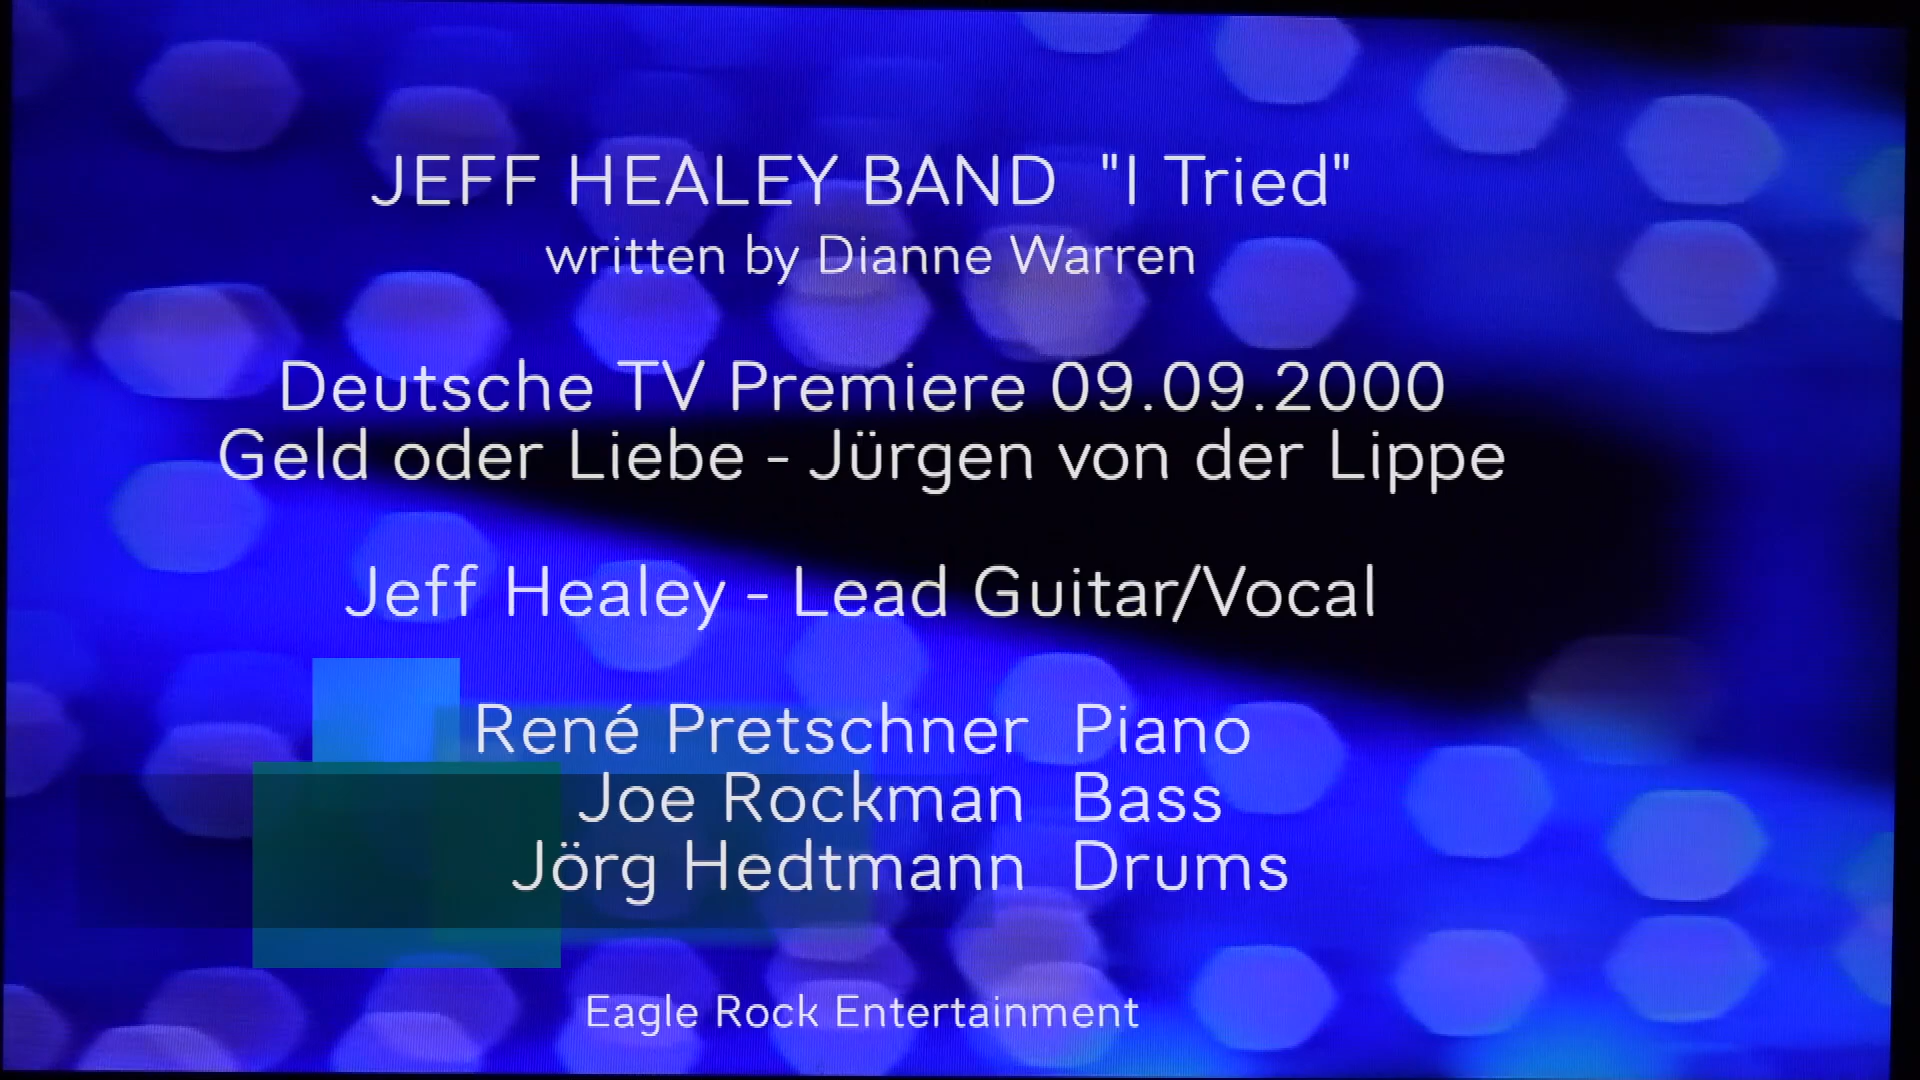 JEFF HEALEY BAND "I Tried"
written by Dianne Warren
Deutsche TV Premiere 09.09.2000
Geld oder Liebe - Jürgen von der Lippe
Jeff Healey - Lead Guitar/Vocal
René Pretschner Piano
Joe Rockman Bass
Jörg Hedtmann Drums
Eagle Rock Entertainment